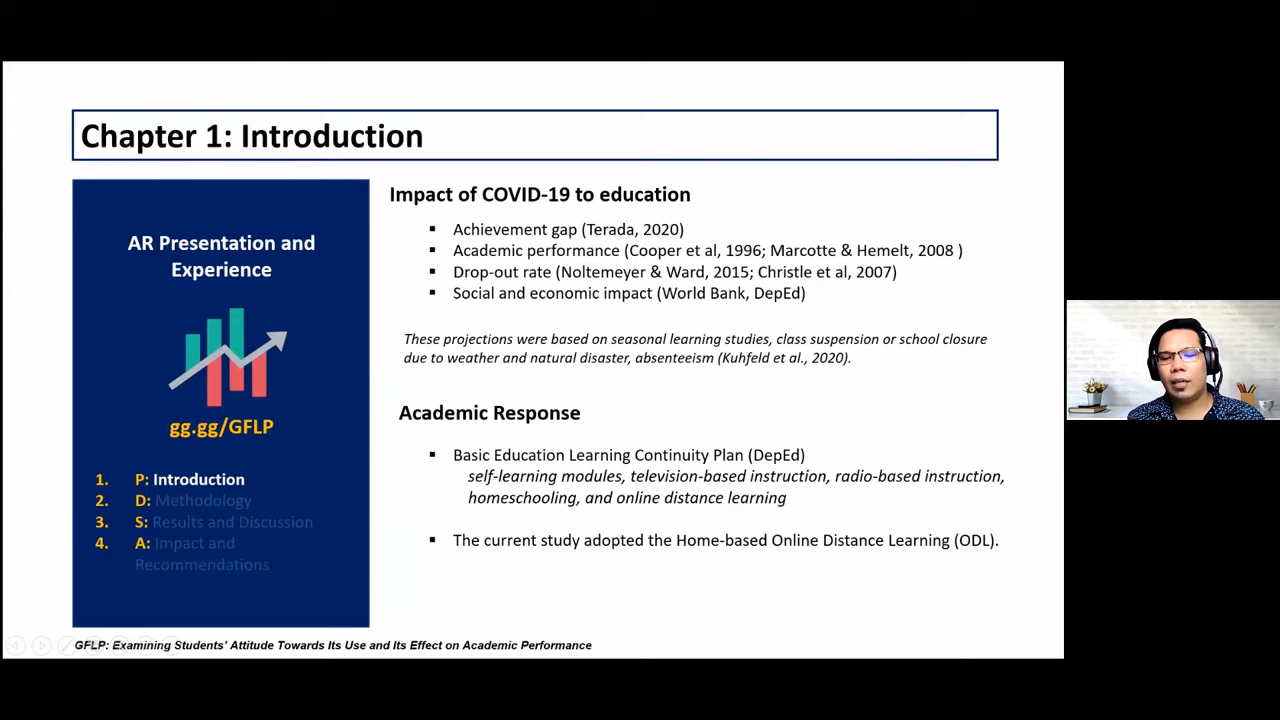 Chapter 1: Introduction
AR Presentation and
Experience
gg.gg/GFLP
1. P: Introduction
2. D: Methodology
3. S: Results and Discussion
4. A: Impact and
Recommendations
Impact of COVID-19 to education
▪ Achievement gap (Terada, 2020)
▪ Academic performance (Cooper et al, 1996; Marcotte & Hemelt, 2008 )
▪ Drop-out rate (Noltemeyer & Ward, 2015; Christle et al, 2007)
▪ Social and economic impact (World Bank, DepEd)
These projections were based on seasonal learning studies, class suspension or school closure
due to weather and natural disaster, absenteeism (Kuhfeld et al., 2020).
Academic Response
▪ Basic Education Learning Continuity Plan (DepEd)
self-learning modules, television-based instruction, radio-based instruction,
homeschooling, and online distance learning
▪ The current study adopted the Home-based Online Distance Learning (ODL).
GFLP: Examining Students' Attitude Towards Its Use and Its Effect on Academic Performance